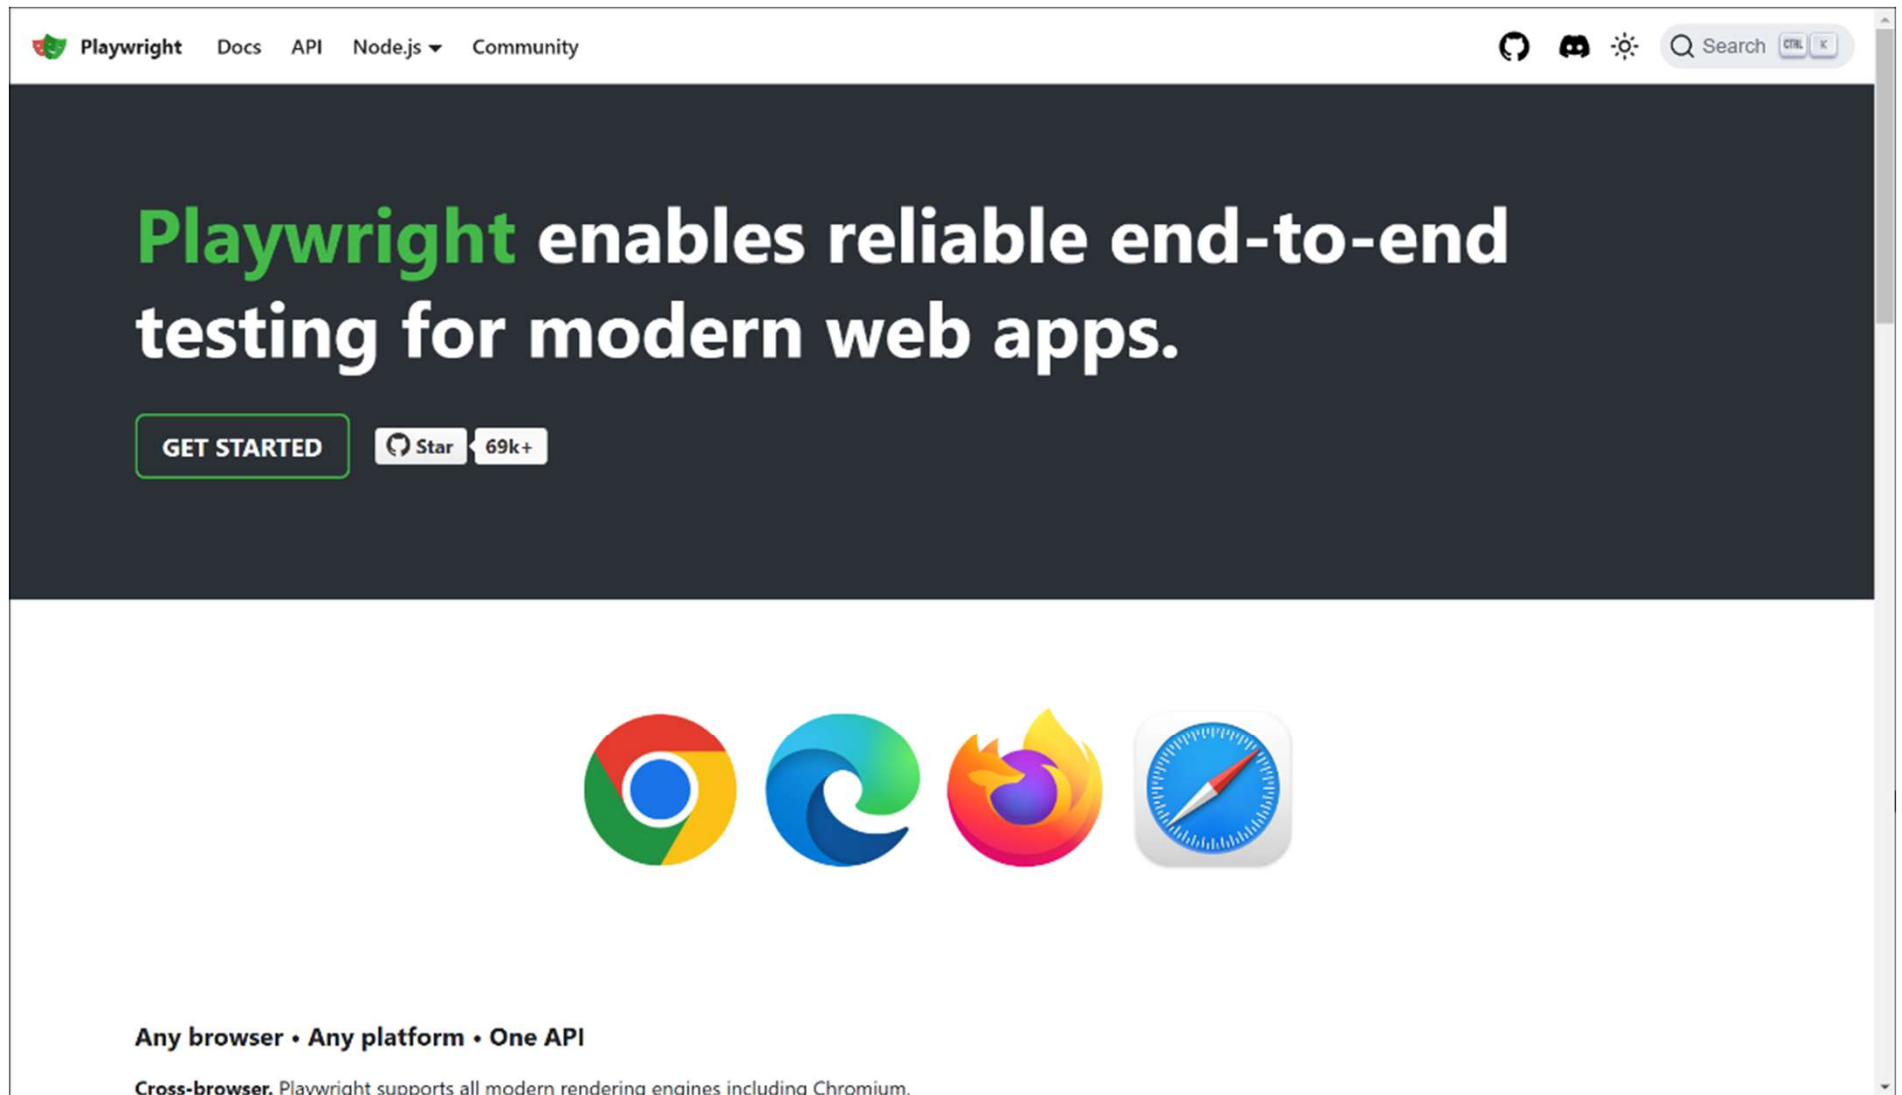 Playwright Docs API Node.js Community Search CTRL K
Playwright enables reliable end-to-end
testing for modern web apps.
GET STARTED Star 69k+
Any browser • Any platform • One API
Cross-browser. Playwright supports all modern rendering engines including Chromium,